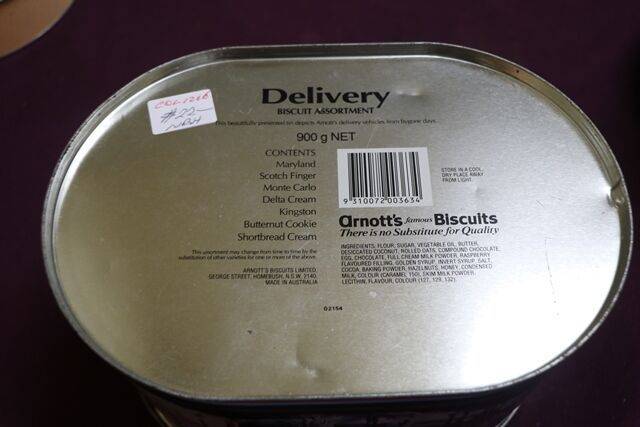 COL1266
#22-
NRH
Delivery
BISCUIT ASSORTMENT
This beautifully presented tin depicts Arnott's delivery vehicles from bygone days.
900 g NET
CONTENTS
Maryland
Scotch Finger
Monte Carlo
Delta Cream
Kingston
Butternut Cookie
Shortbread Cream
This assortment may change from time to time by the
substitution of other varieties for one or more of the above.
ARNOTT'S BISCUITS LIMITED,
GEORGE STREET, HOMEBUSH, N.S.W. 2140.
MADE IN AUSTRALIA
9 310072 003634
STORE IN A COOL,
DRY PLACE AWAY
FROM LIGHT.
arnott's famous Biscuits
There is no Substitute for Quality
INGREDIENTS: FLOUR, SUGAR, VEGETABLE OIL, BUTTER,
DESICCATED COCONUT, ROLLED OATS, COMPOUND CHOCOLATE,
EGG, CHOCOLATE, FULL CREAM MILK POWDER, RASPBERRY
FLAVOURED FILLING, GOLDEN SYRUP, INVERT SYRUP, SALT,
COCOA, BAKING POWDER, HAZELNUTS, HONEY, CONDENSED
MILK, COLOUR (CARAMEL 150), SKIM MILK POWDER,
LECITHIN, FLAVOUR, COLOUR (127, 129, 132).
02154